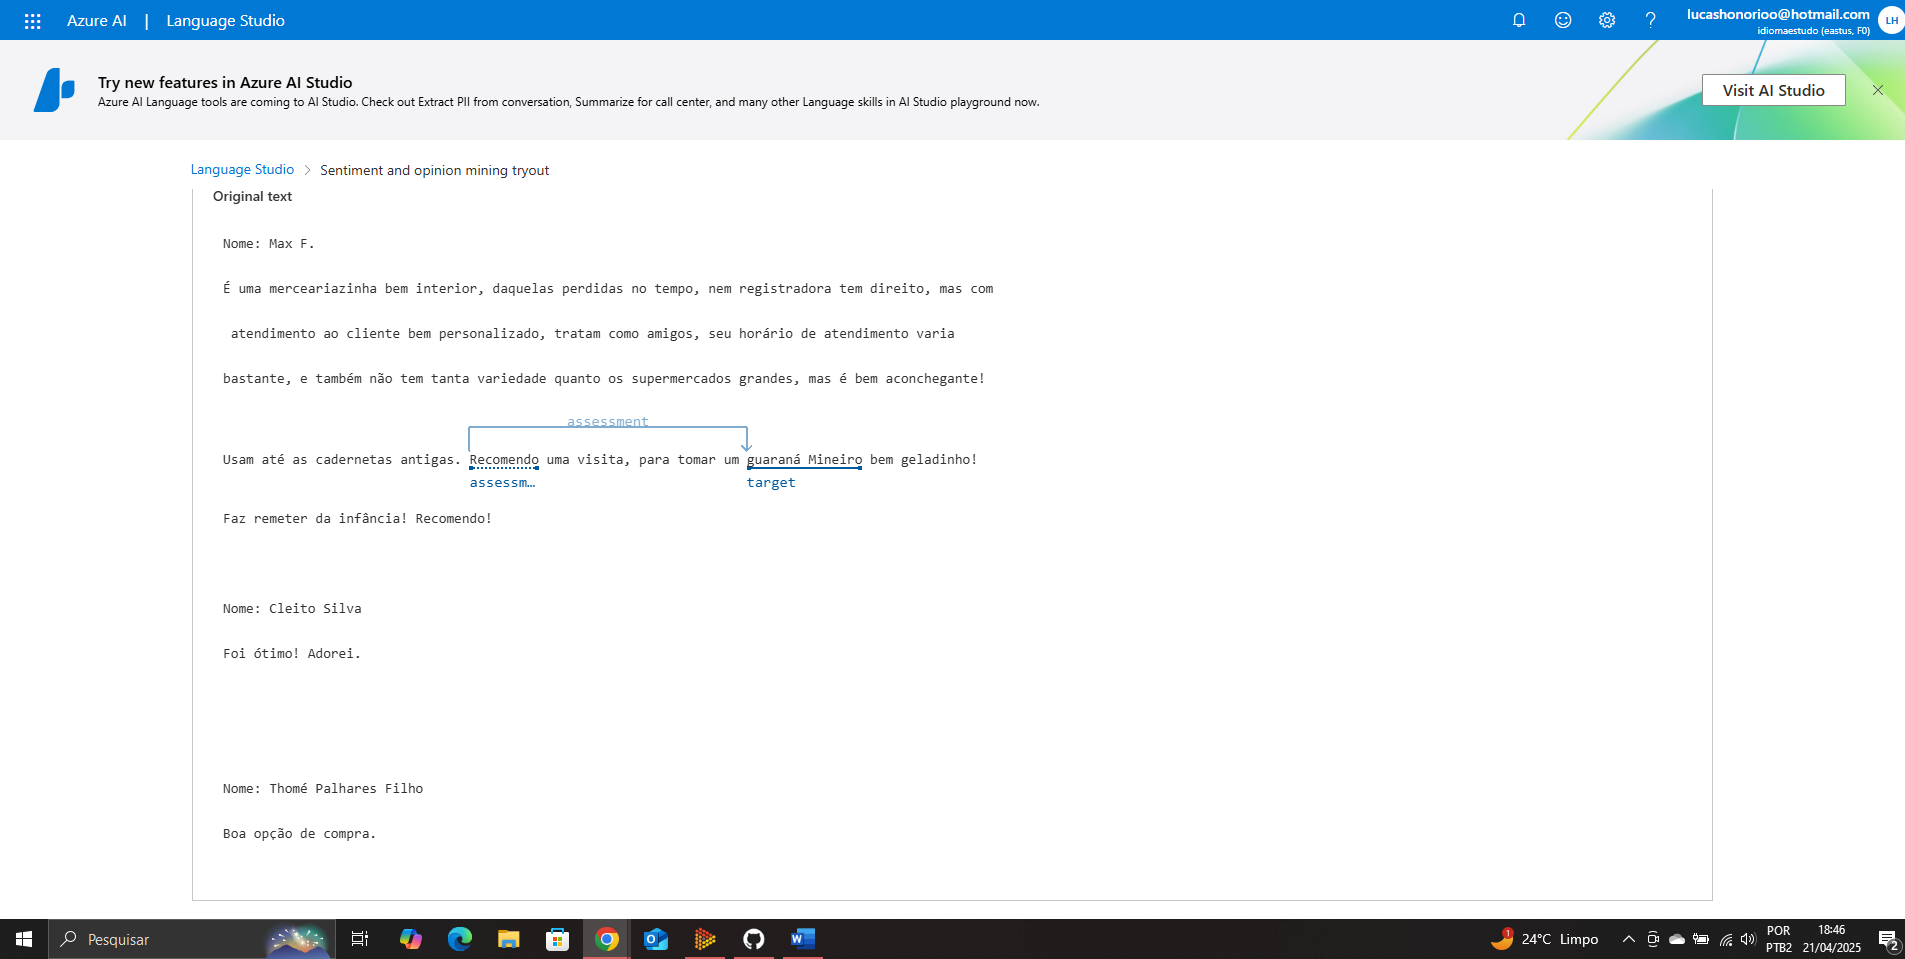 Azure AI | Language Studio
lucashonorioo@hotmail.com
idiomaestudo (eastus, F0)
LH
Try new features in Azure AI Studio
Azure AI Language tools are coming to AI Studio. Check out Extract PII from conversation, Summarize for call center, and many other Language skills in AI Studio playground now.
Visit AI Studio
Language Studio > Sentiment and opinion mining tryout
Original text
Nome: Max F.
É uma merceariazinha bem interior, daquelas perdidas no tempo, nem registradora tem direito, mas com
atendimento ao cliente bem personalizado, tratam como amigos, seu horário de atendimento varia
bastante, e também não tem tanta variedade quanto os supermercados grandes, mas é bem aconchegante!
assessment
Usam até as cadernetas antigas. Recomendo uma visita, para tomar um guaraná Mineiro bem geladinho!
assessm… target
Faz remeter da infância! Recomendo!
Nome: Cleito Silva
Foi ótimo! Adorei.
Nome: Thomé Palhares Filho
Boa opção de compra.
Pesquisar
1
24°C Limpo
POR
PTB2
18:46
21/04/2025
2